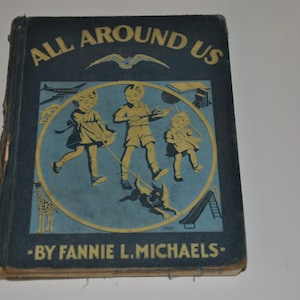 ALL AROUND US
-BY FANNIE L. MICHAELS-